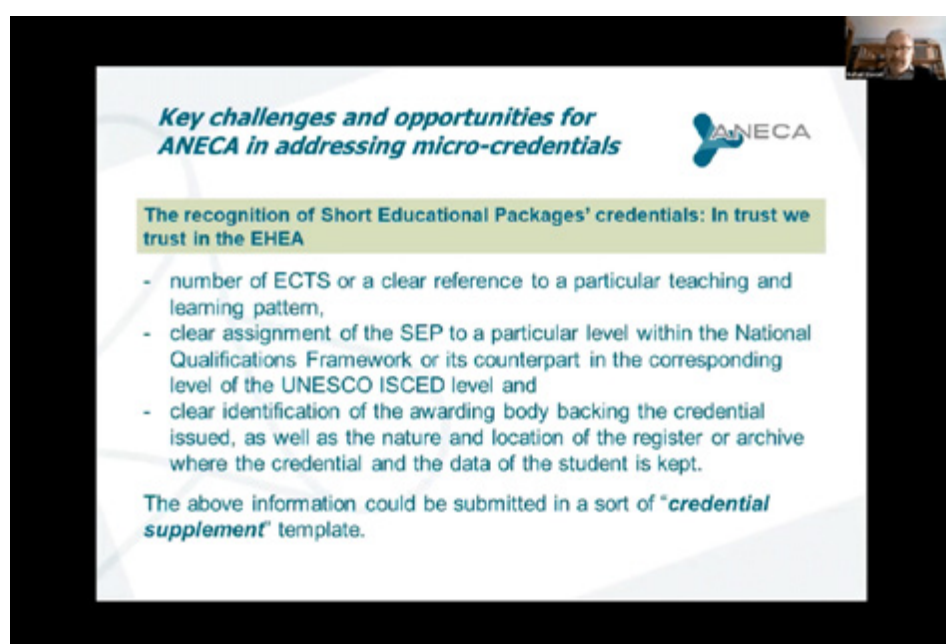 Key challenges and opportunities for
ANECA in addressing micro-credentials
ANECA
The recognition of Short Educational Packages' credentials: In trust we
trust in the EHEA
- number of ECTS or a clear reference to a particular teaching and
learning pattern,
- clear assignment of the SEP to a particular level within the National
Qualifications Framework or its counterpart in the corresponding
level of the UNESCO ISCED level and
- clear identification of the awarding body backing the credential
issued, as well as the nature and location of the register or archive
where the credential and the data of the student is kept.
The above information could be submitted in a sort of "credential
supplement" template.